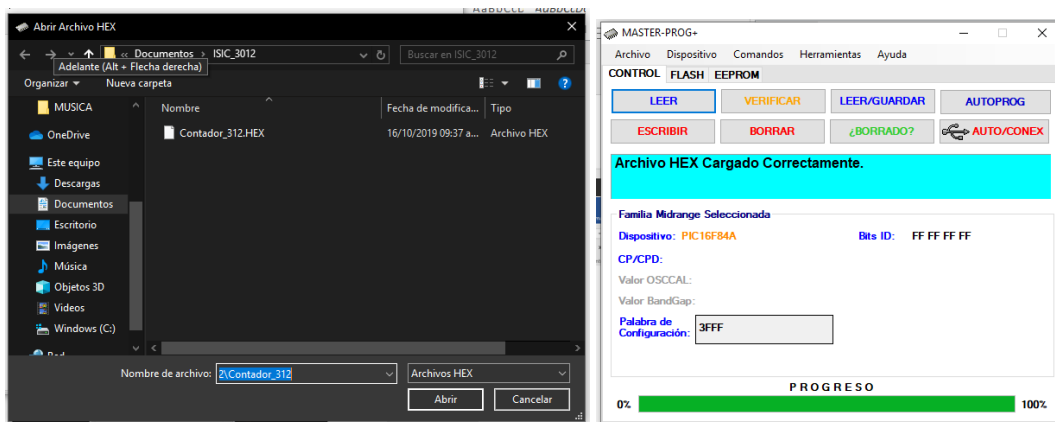 AaBbCcL AaBbCcDc
Abrir Archivo HEX
« Documentos > ISIC_3012
Buscar en ISIC_3012
Adelante (Alt + Flecha derecha)
Organizar
Nueva carpeta
MUSICA
OneDrive
Este equipo
Descargas
Documentos
Escritorio
Imágenes
Música
Objetos 3D
Videos
Windows (C:)
Red
Nombre
Fecha de modifica...
Tipo
Contador_312.HEX
16/10/2019 09:37 a...
Archivo HEX
Nombre de archivo:
2\Contador_312
Archivos HEX
Abrir
Cancelar
MASTER-PROG+
Archivo Dispositivo Comandos Herramientas Ayuda
CONTROL FLASH EEPROM
LEER VERIFICAR LEER/GUARDAR AUTOPROG
ESCRIBIR BORRAR ¿BORRADO? AUTO/CONEX
Archivo HEX Cargado Correctamente.
Familia Midrange Seleccionada
Dispositivo: PIC16F84A Bits ID: FF FF FF FF
CP/CPD:
Valor OSCCAL:
Valor BandGap:
Palabra de
Configuración: 3FFF
PROGRESO
0% 100%